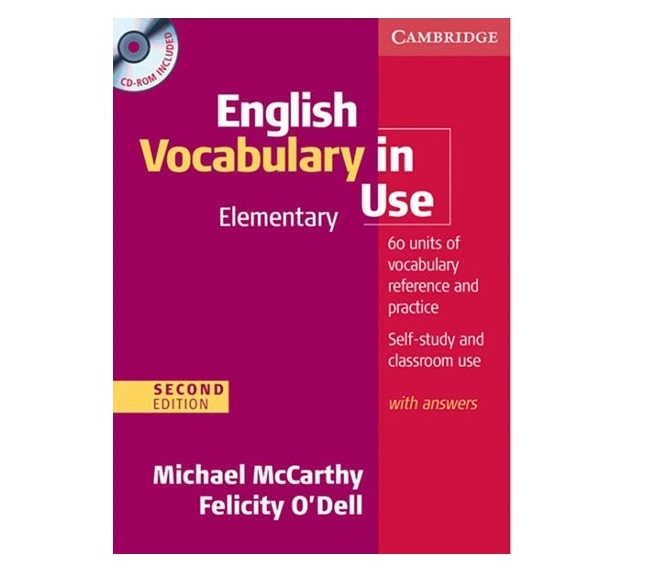 CD-ROM INCLUDED
CAMBRIDGE
English
Vocabulary in
Use
Elementary
60 units of
vocabulary
reference and
practice
Self-study and
classroom use
with answers
SECOND
EDITION
Michael McCarthy
Felicity O'Dell